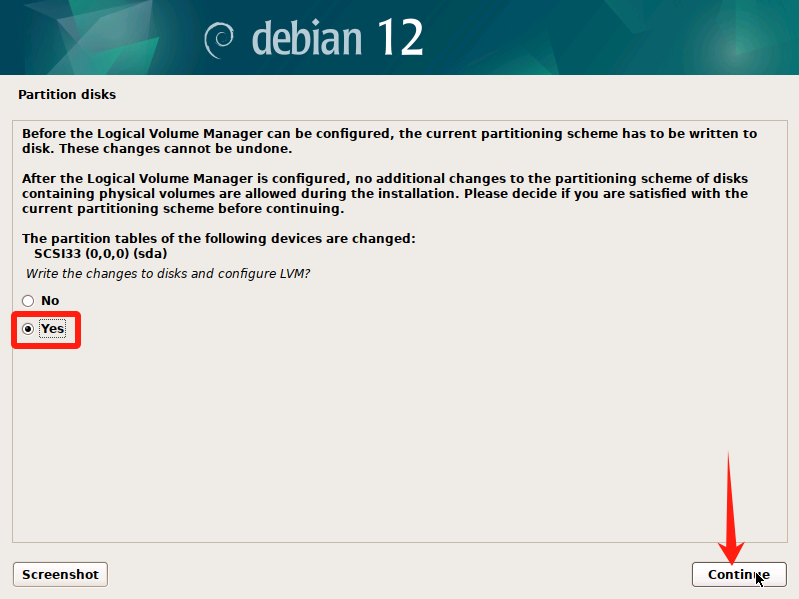 debian 12
Partition disks
Before the Logical Volume Manager can be configured, the current partitioning scheme has to be written to
disk. These changes cannot be undone.
After the Logical Volume Manager is configured, no additional changes to the partitioning scheme of disks
containing physical volumes are allowed during the installation. Please decide if you are satisfied with the
current partitioning scheme before continuing.
The partition tables of the following devices are changed:
SCSI33 (0,0,0) (sda)
Write the changes to disks and configure LVM?
No
Yes
Screenshot
Continue